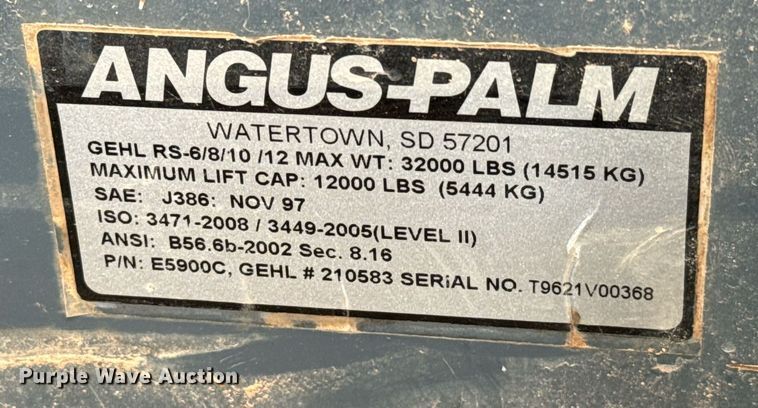 ANGUS-PALM
WATERTOWN, SD 57201
GEHL RS-6/8/10 /12 MAX WT: 32000 LBS (14515 KG)
MAXIMUM LIFT CAP: 12000 LBS (5444 KG)
SAE: J386: NOV 97
ISO: 3471-2008 / 3449-2005(LEVEL II)
ANSI: B56.6b-2002 Sec. 8.16
P/N: E5900C, GEHL # 210583 SERiAL NO. T9621V00368
Purple Wave Auction